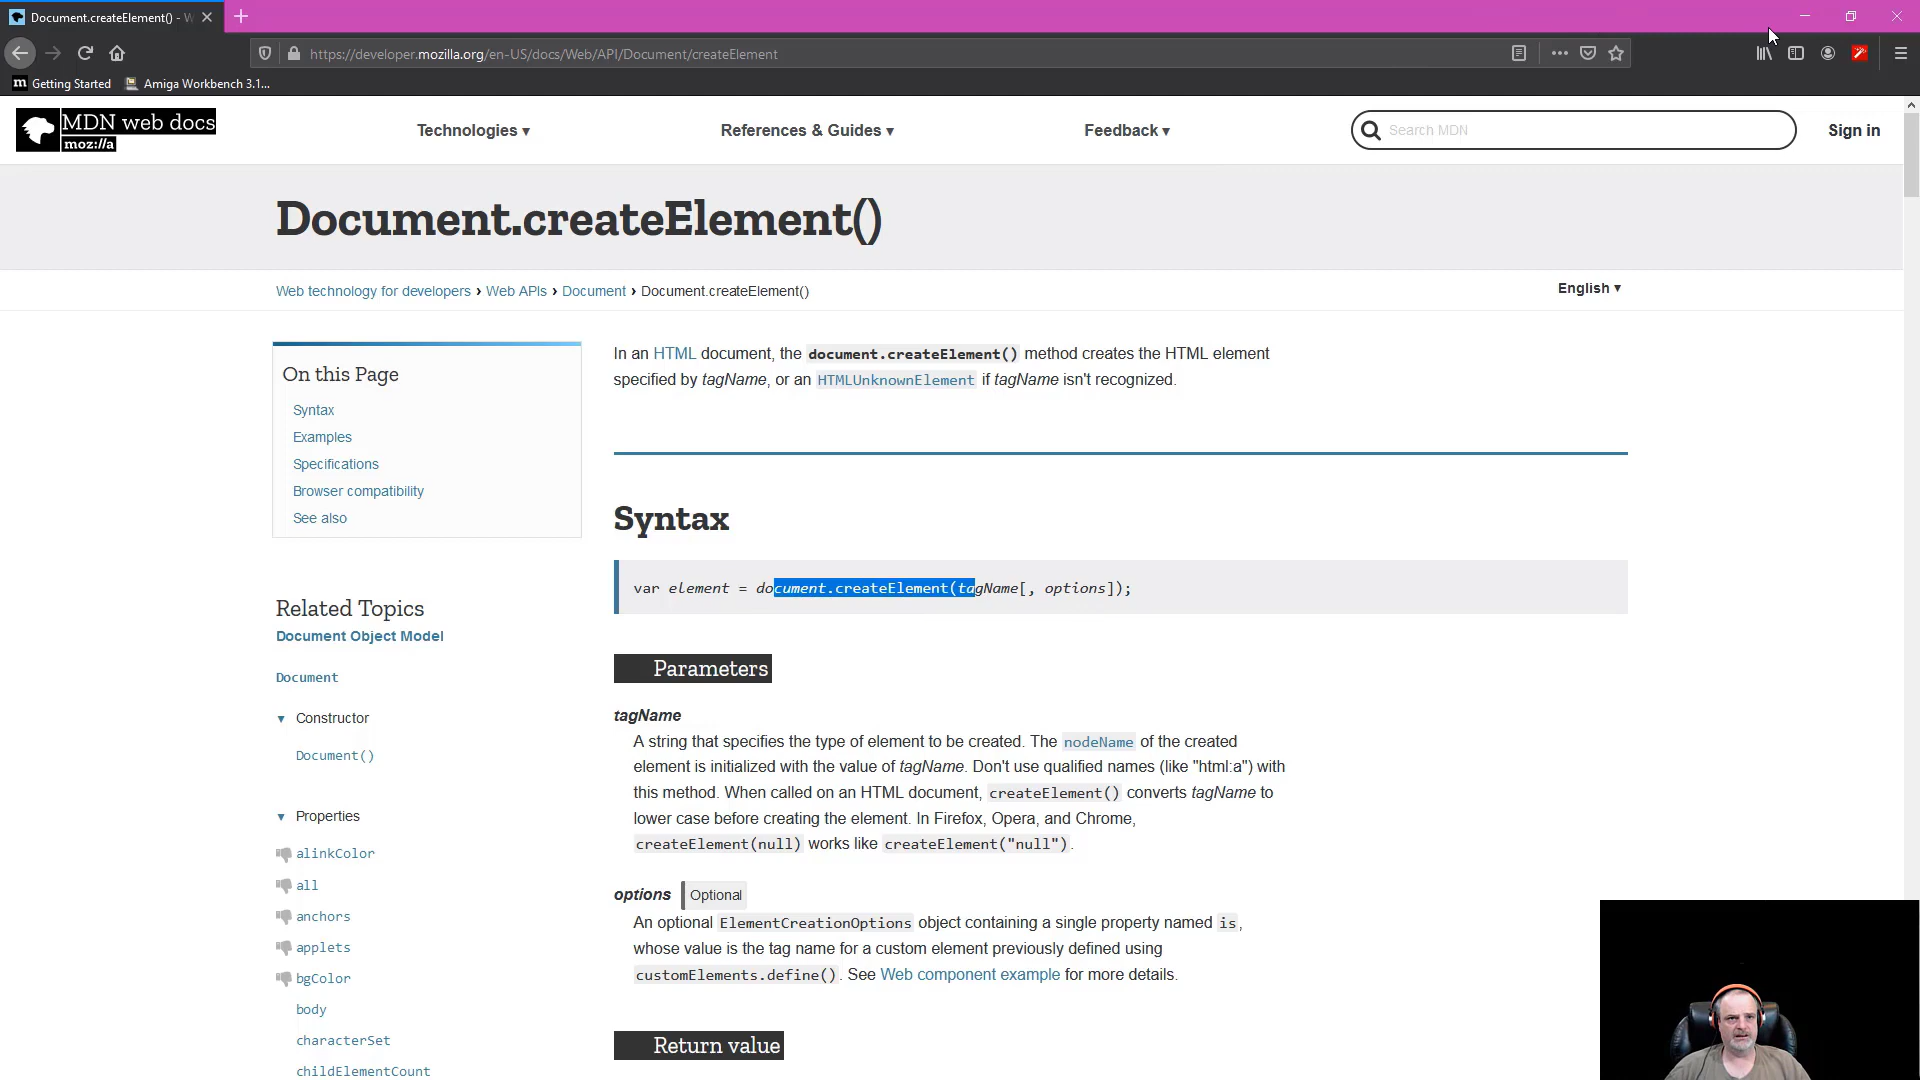 Document.createElement() - W
https://developer.mozilla.org/en-US/docs/Web/API/Document/createElement
m Getting Started
Amiga Workbench 3.1...
MDN web docs
moz://a
Technologies ▾
References & Guides ▾
Feedback ▾
Search MDN
Sign in
Document.createElement()
Web technology for developers › Web APIs › Document › Document.createElement()
English ▾
On this Page
Syntax
Examples
Specifications
Browser compatibility
See also
Related Topics
Document Object Model
Document
▼ Constructor
Document()
▼ Properties
alinkColor
all
anchors
applets
bgColor
body
characterSet
childElementCount
In an HTML document, the document.createElement() method creates the HTML element
specified by tagName, or an HTMLUnknownElement if tagName isn't recognized.
Syntax
var element = document.createElement(tagName[, options]);
Parameters
tagName
A string that specifies the type of element to be created. The nodeName of the created
element is initialized with the value of tagName. Don't use qualified names (like "html:a") with
this method. When called on an HTML document, createElement() converts tagName to
lower case before creating the element. In Firefox, Opera, and Chrome,
createElement(null) works like createElement("null").
options Optional
An optional ElementCreationOptions object containing a single property named is,
whose value is the tag name for a custom element previously defined using
customElements.define(). See Web component example for more details.
Return value